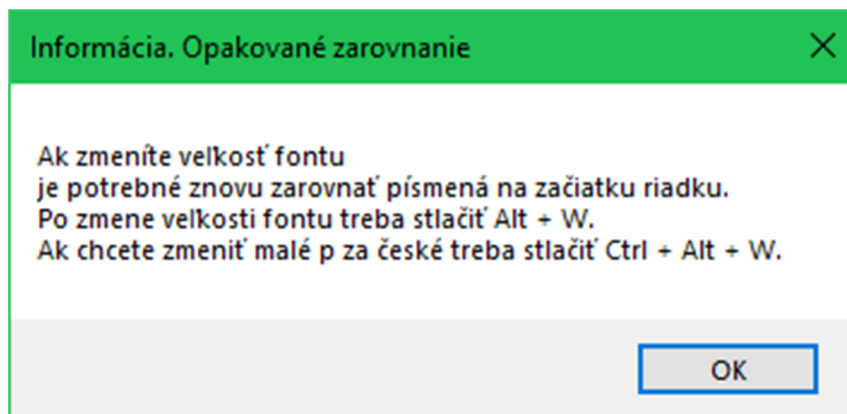 Informácia. Opakované zarovnanie
Ak zmeníte veľkosť fontu
je potrebné znovu zarovnať písmená na začiatku riadku.
Po zmene veľkosti fontu treba stlačiť Alt + W.
Ak chcete zmeniť malé p za české treba stlačiť Ctrl + Alt + W.
OK